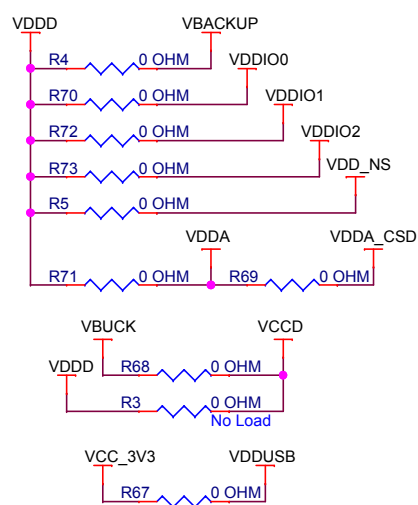 VDDD
VBACKUP
R4 0 OHM
VDDIO0
R70 0 OHM
VDDIO1
R72 0 OHM
VDDIO2
R73 0 OHM
VDD_NS
R5 0 OHM
VDDA
VDDA_CSD
R71 0 OHM R69 0 OHM
VBUCK VCCD
R68 0 OHM
VDDD
R3 0 OHM
No Load
VCC_3V3 VDDUSB
R67 0 OHM